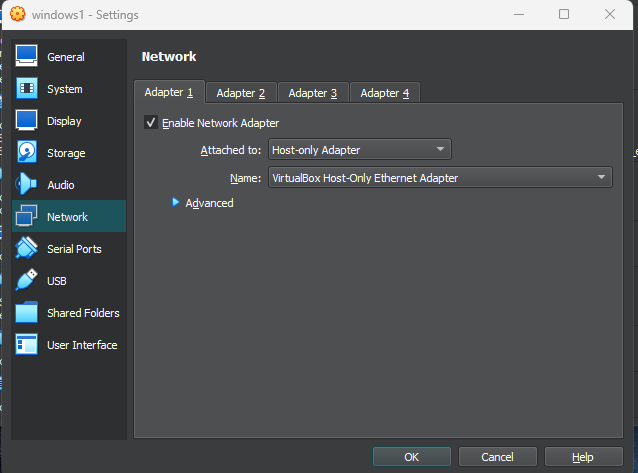 windows1 - Settings
General
System
Display
Storage
Audio
Network
Serial Ports
USB
Shared Folders
User Interface
Network
Adapter 1 Adapter 2 Adapter 3 Adapter 4
Enable Network Adapter
Attached to: Host-only Adapter
Name: VirtualBox Host-Only Ethernet Adapter
Advanced
OK Cancel Help